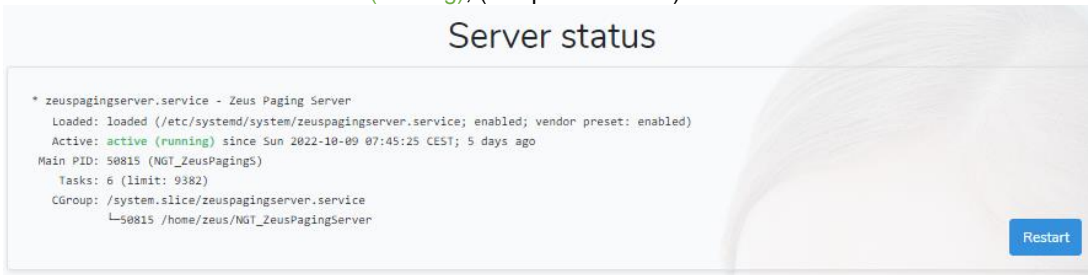 Server status
* zeuspagingserver.service - Zeus Paging Server
Loaded: loaded (/etc/systemd/system/zeuspagingserver.service; enabled; vendor preset: enabled)
Active: active (running) since Sun 2022-10-09 07:45:25 CEST; 5 days ago
Main PID: 50815 (NGT_ZeusPagingS)
Tasks: 6 (limit: 9382)
CGroup: /system.slice/zeuspagingserver.service
└─50815 /home/zeus/NGT_ZeusPagingServer
Restart